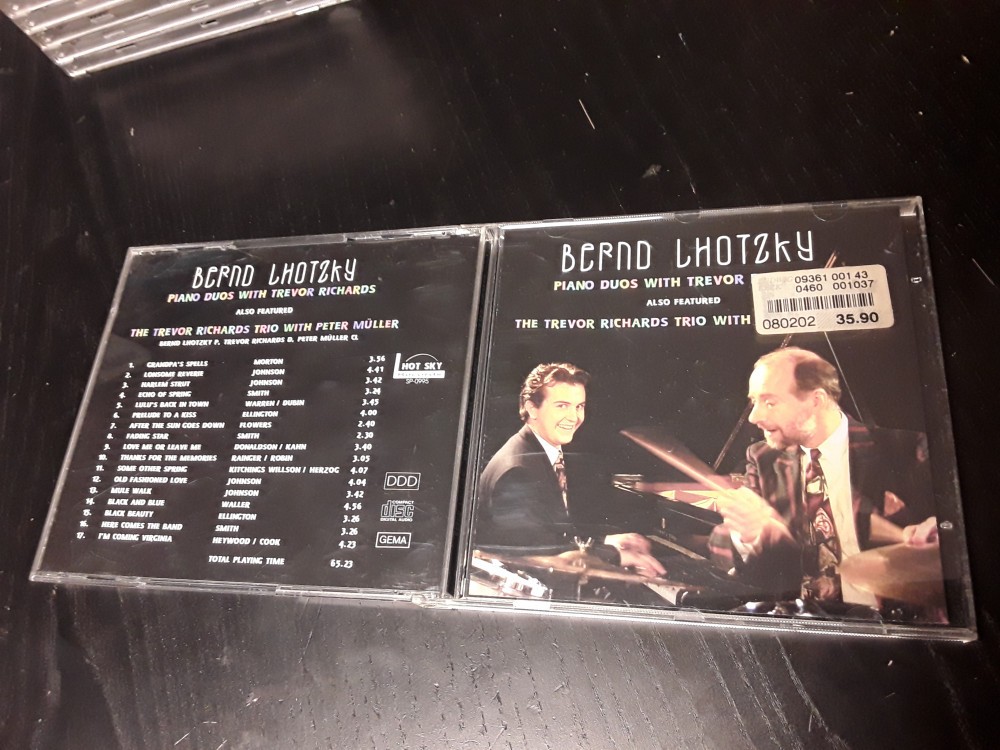 BERND LHOTZKY
PIANO DUOS WITH TREVOR RICHARDS
ALSO FEATURED
THE TREVOR RICHARDS TRIO WITH PETER MÜLLER
BERND LHOTZKY P, TREVOR RICHARDS D, PETER MÜLLER CL
1. GRANDPA'S SPELLS MORTON 3.56
2. LONSOME REVERIE JOHNSON 4.41
3. HARLEM STRUT JOHNSON 3.42
4. ECHO OF SPRING SMITH 3.24
5. LULU'S BACK IN TOWN WARREN / DUBIN 3.45
6. PRELUDE TO A KISS ELLINGTON 4.00
7. AFTER THE SUN GOES DOWN FLOWERS 2.40
8. FADING STAR SMITH 2.30
9. LOVE ME OR LEAVE ME DONALDSON / KAHN 3.40
10. THANKS FOR THE MEMORIES RAINGER / ROBIN 3.05
11. SOME OTHER SPRING KITCHINGS WILLSON / HERZOG 4.07
12. OLD FASHIONED LOVE JOHNSON 4.04
13. MULE WALK JOHNSON 3.42
14. BLACK AND BLUE WALLER 4.56
15. BLACK BEAUTY ELLINGTON 3.26
16. HERE COMES THE BAND SMITH 3.26
17. I'M COMING VIRGINIA HEYWOOD / COOK 4.23
TOTAL PLAYING TIME 65.23
HOT SKY
SP-0995
DDD
COMPACT
disc
DIGITAL AUDIO
GEMA
BERND LHOTZKY
PIANO DUOS WITH TREVOR
ALSO FEATURED
THE TREVOR RICHARDS TRIO WITH
09361 001 43
0460 001037
080202 35.90